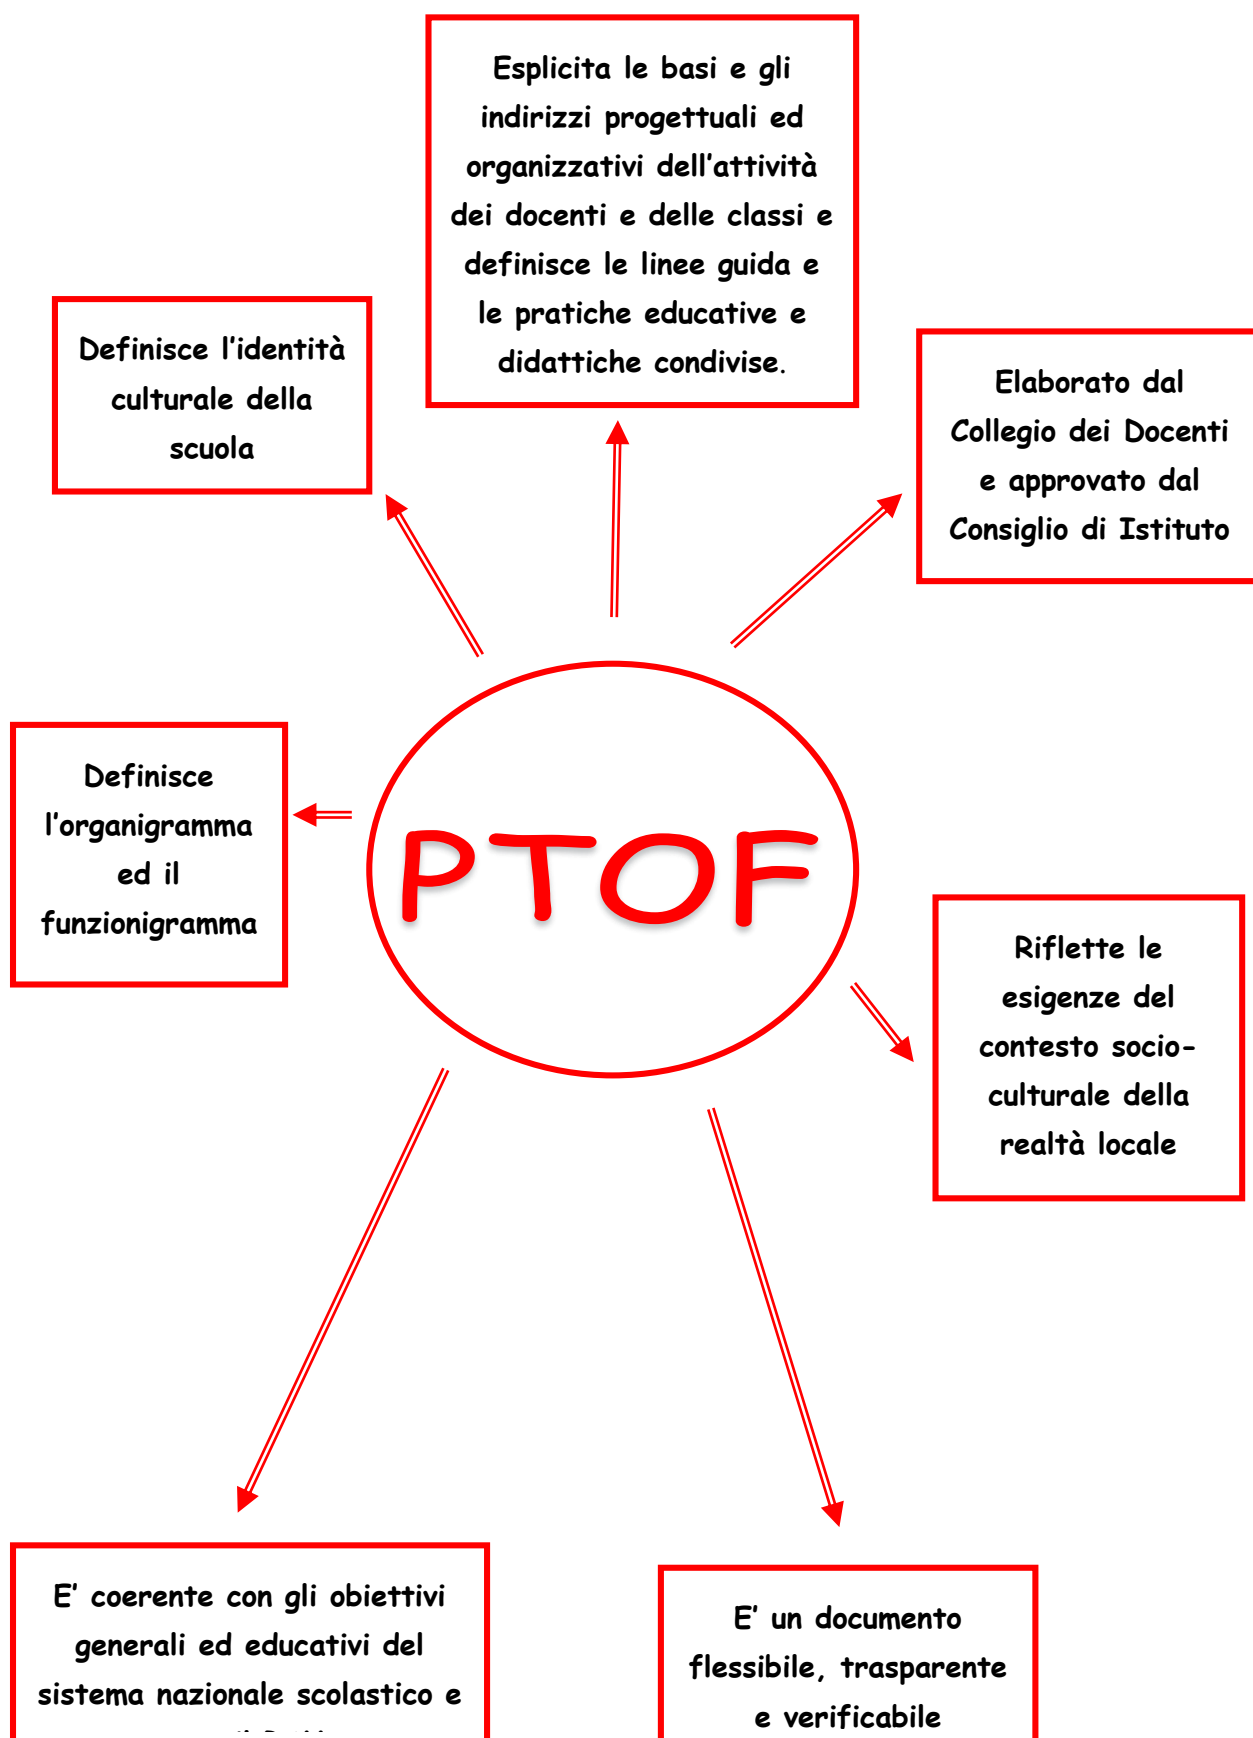 Esplicita le basi e gli
indirizzi progettuali ed
organizzativi dell'attività
dei docenti e delle classi e
definisce le linee guida e
le pratiche educative e
didattiche condivise.
Definisce l'identità
culturale della
scuola
Elaborato dal
Collegio dei Docenti
e approvato dal
Consiglio di Istituto
Definisce
l'organigramma
ed il
funzionigramma
PTOF
Riflette le
esigenze del
contesto socio-
culturale della
realtà locale
E' coerente con gli obiettivi
generali ed educativi del
sistema nazionale scolastico e
E' un documento
flessibile, trasparente
e verificabile